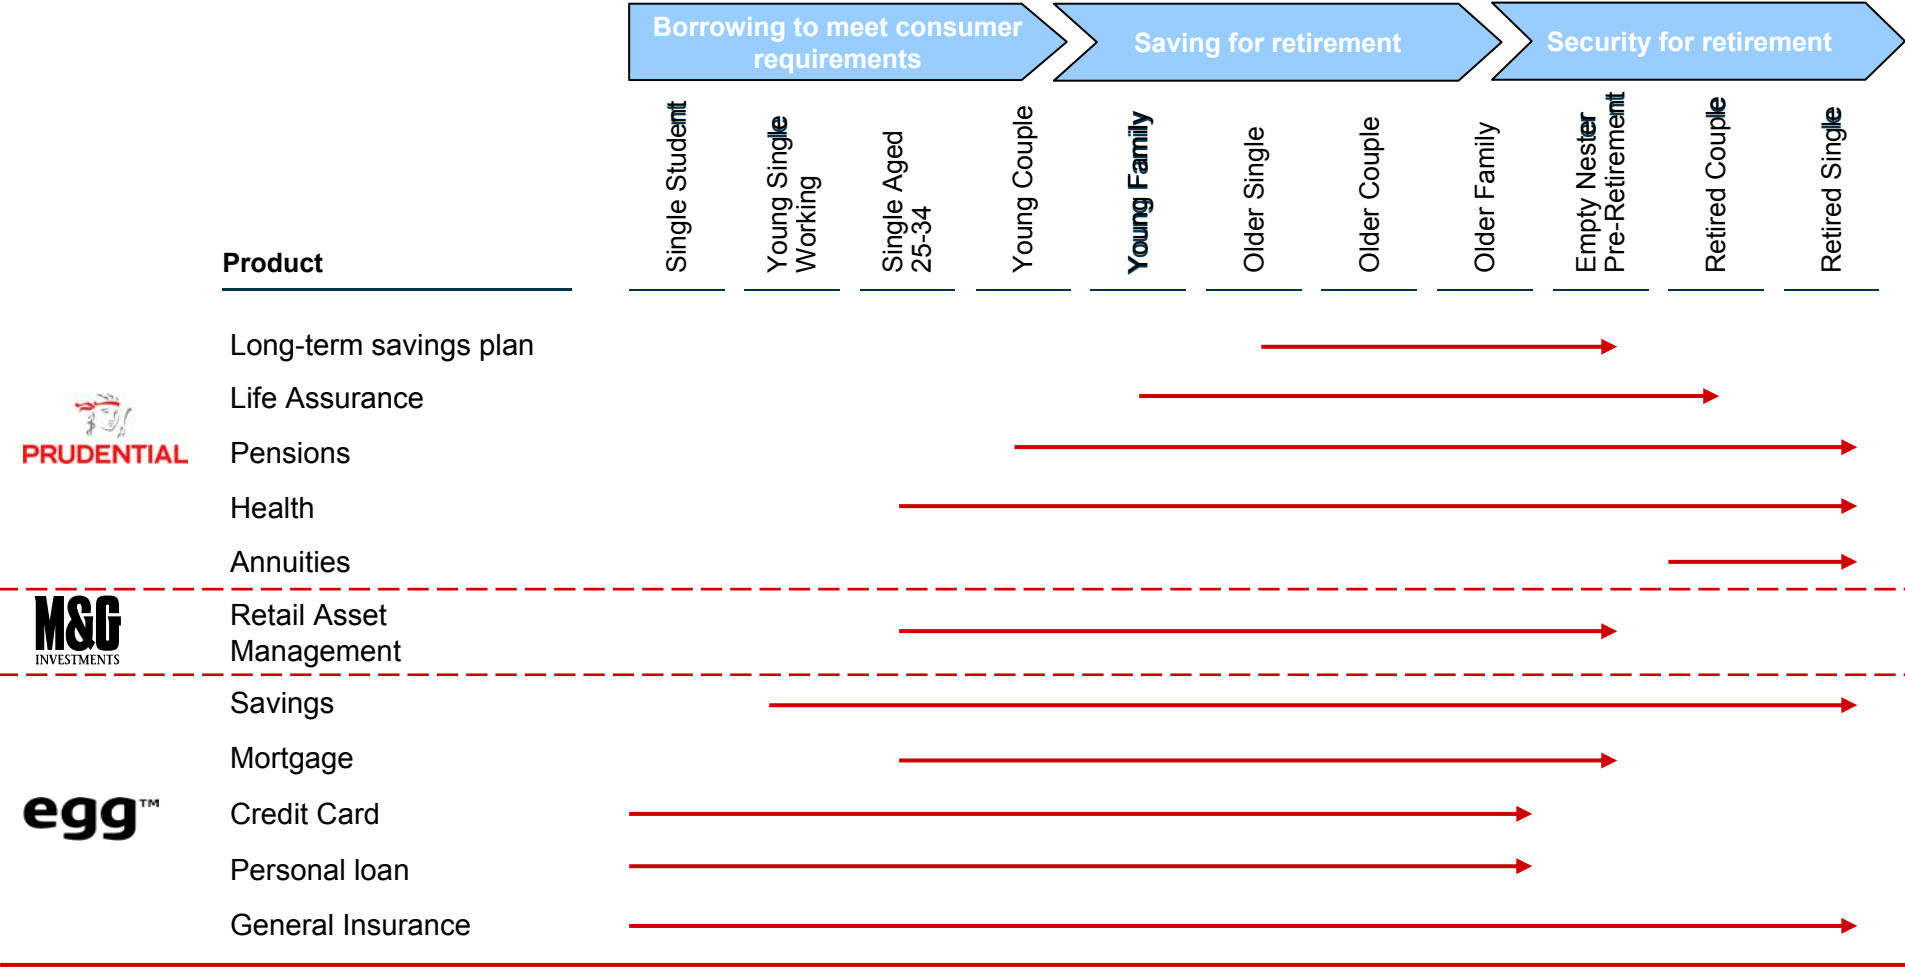 Borrowing to meet consumer
requirements
Saving for retirement
Security for retirement
Product
Single Student
Young Single
Working
Single Aged
25-34
Young Couple
Young Family
Older Single
Older Couple
Older Family
Empty Nester
Pre-Retirement
Retired Couple
Retired Single
Long-term savings plan
Life Assurance
PRUDENTIAL
Pensions
Health
Annuities
M&G
INVESTMENTS
Retail Asset
Management
Savings
Mortgage
egg™
Credit Card
Personal loan
General Insurance